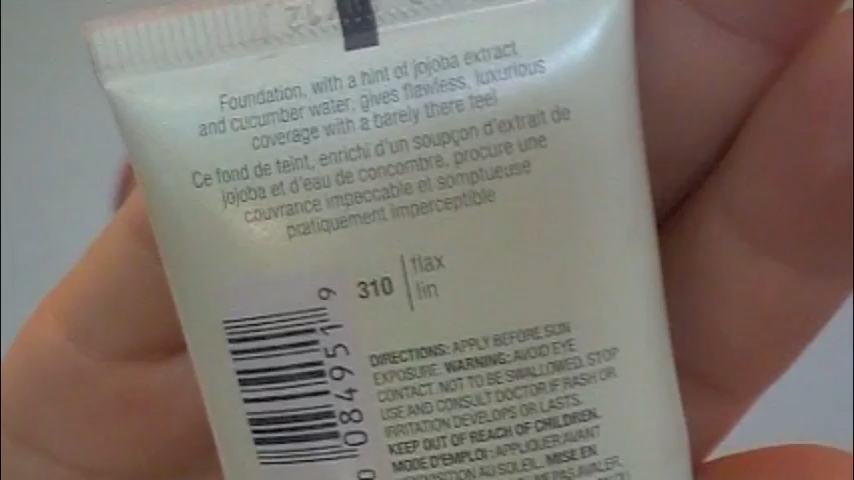 Foundation, with a hint of jojoba extract
and cucumber water, gives flawless, luxurious
coverage with a barely there feel
Ce fond de teint, enrichi d'un soupçon d'extrait de
jojoba et d'eau de concombre, procure une
couvrance impeccable et somptueuse
pratiquement imperceptible
310 flax
lin
0 084951 9
DIRECTIONS: APPLY BEFORE SUN
EXPOSURE. WARNING: AVOID EYE
CONTACT. NOT TO BE SWALLOWED. STOP
USE AND CONSULT DOCTOR IF RASH OR
IRRITATION DEVELOPS OR LASTS.
KEEP OUT OF REACH OF CHILDREN.
MODE D'EMPLOI: APPLIQUER AVANT
AU SOLEIL. MISE EN
PAS AVALER,